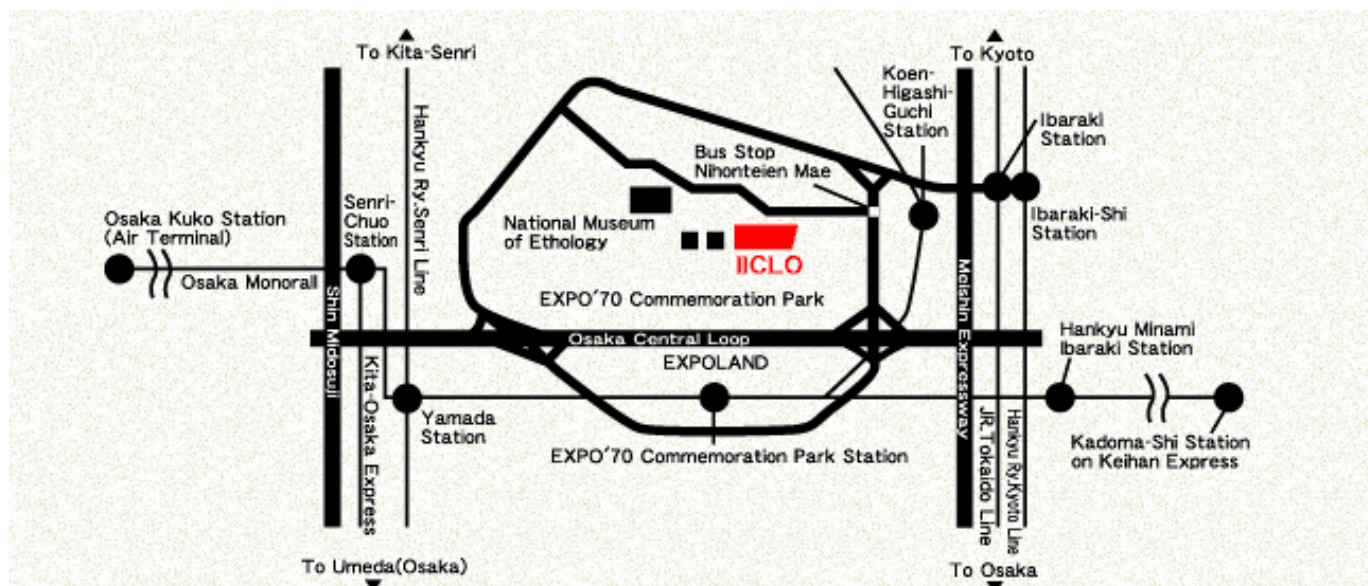 To Kita-Senri
To Kyoto
Koen-
Higashi-
Guchi
Station
Ibaraki
Station
Bus Stop
Nihonteien Mae
Hankyu Ry.Senri Line
Senri-
Chuo
Station
Osaka Kuko Station
(Air Terminal)
National Museum
of Ethology
Ibaraki-Shi
Station
IICLO
Osaka Monorail
EXPO'70 Commemoration Park
Shin Midosuji
Meishin Expressway
Osaka Central Loop
Hankyu Minami
Ibaraki Station
EXPOLAND
Kita-Osaka Express
Yamada
Station
JR.Tokaido Line
Hankyu Ry.Kyoto Line
EXPO'70 Commemoration Park Station
Kadoma-Shi Station
on Keihan Express
To Umeda(Osaka)
To Osaka